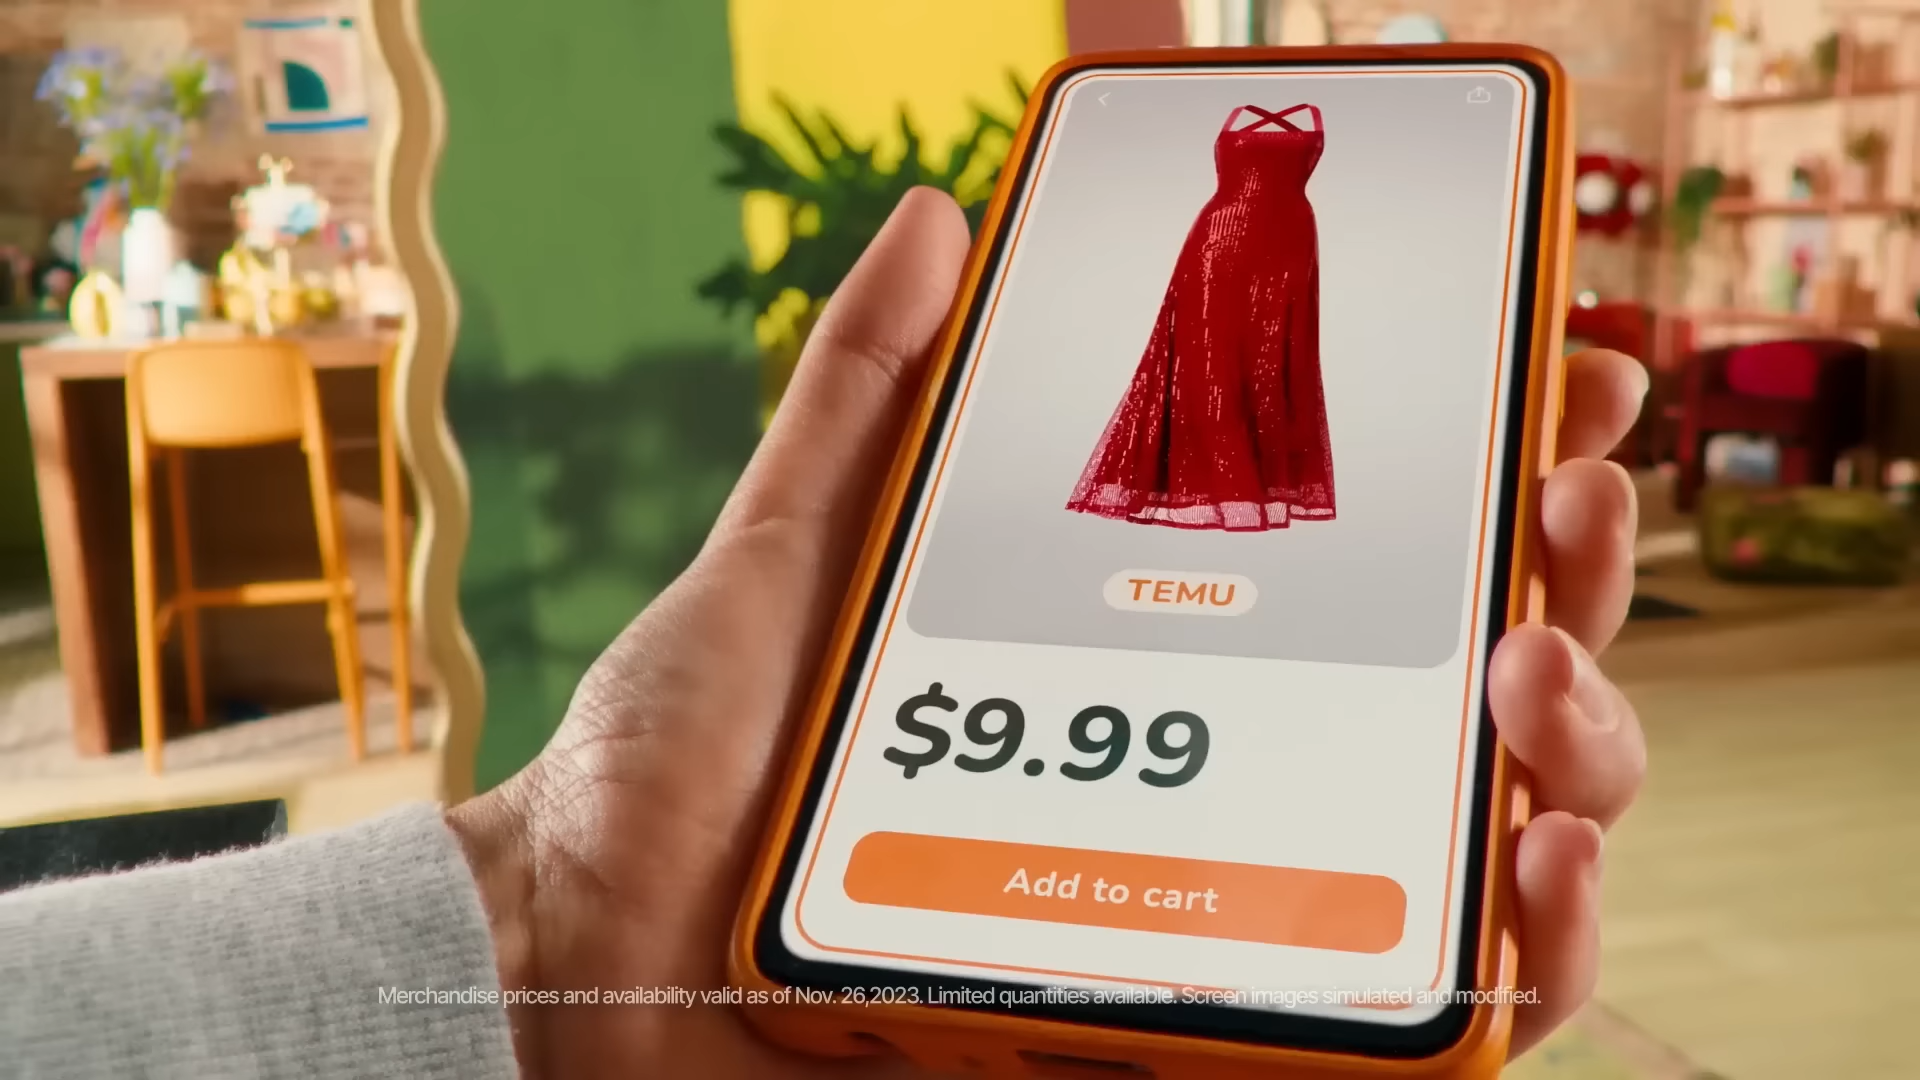 TEMU
$9.99
Add to cart
Merchandise prices and availability valid as of Nov. 26,2023. Limited quantities available. Screen images simulated and modified.